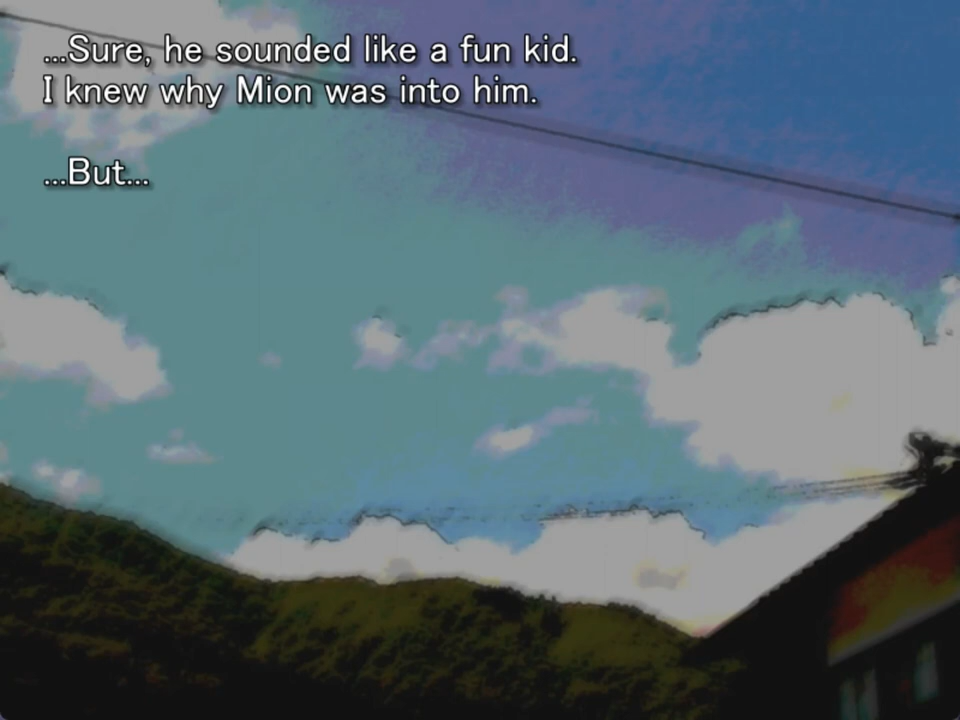 ...Sure, he sounded like a fun kid.
I knew why Mion was into him.
...But...